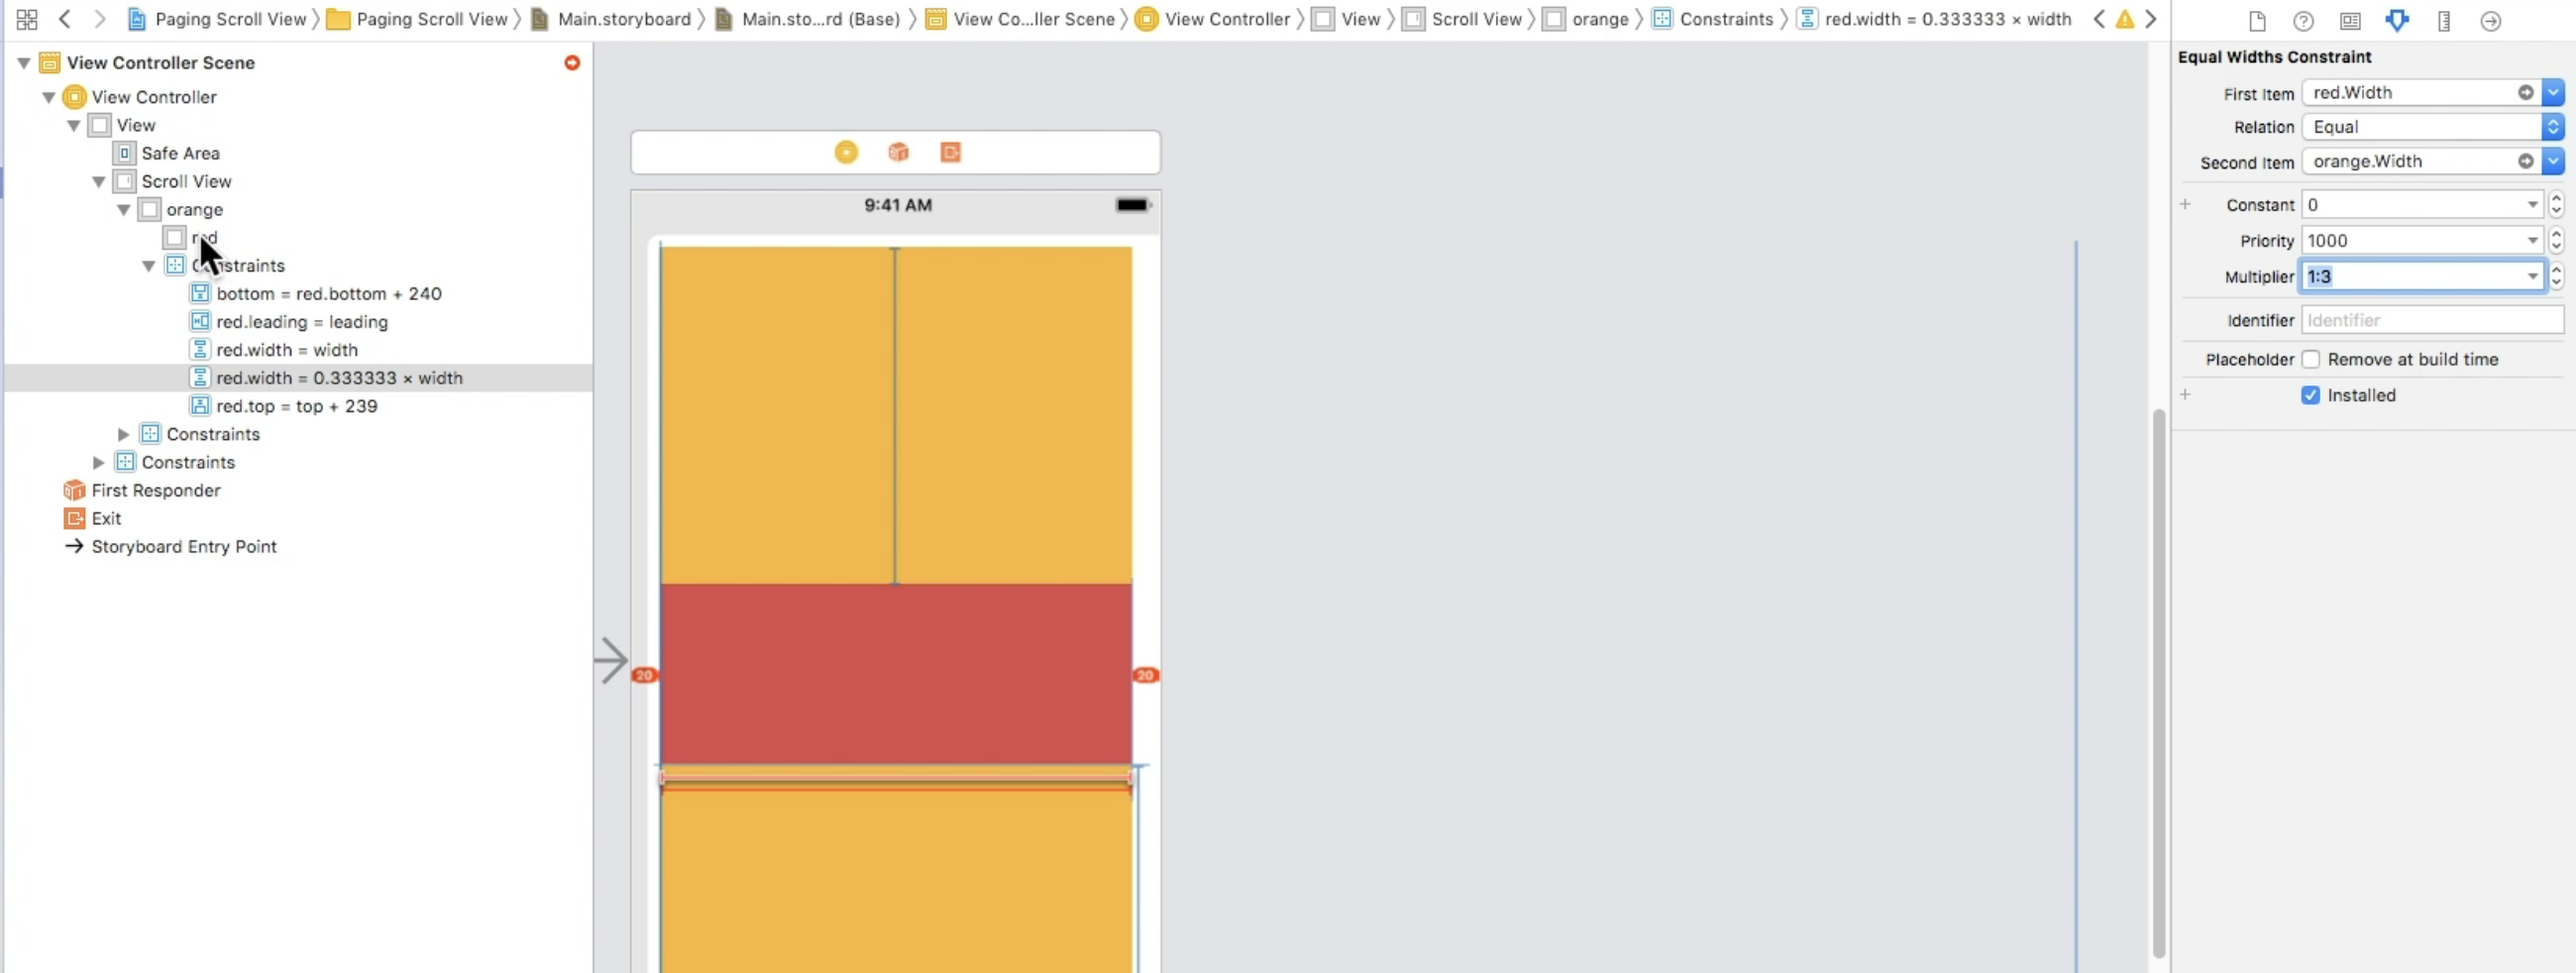 Paging Scroll View
Paging Scroll View
Main.storyboard
Main.sto...rd (Base)
View Co...ller Scene
View Controller
View
Scroll View
orange
Constraints
red.width = 0.333333 × width
View Controller Scene
View Controller
View
Safe Area
Scroll View
orange
red
Constraints
bottom = red.bottom + 240
red.leading = leading
red.width = width
red.width = 0.333333 × width
red.top = top + 239
Constraints
Constraints
First Responder
Exit
Storyboard Entry Point
9:41 AM
20
20
Equal Widths Constraint
First Item red.Width
Relation Equal
Second Item orange.Width
Constant 0
Priority 1000
Multiplier 1:3
Identifier Identifier
Placeholder Remove at build time
Installed